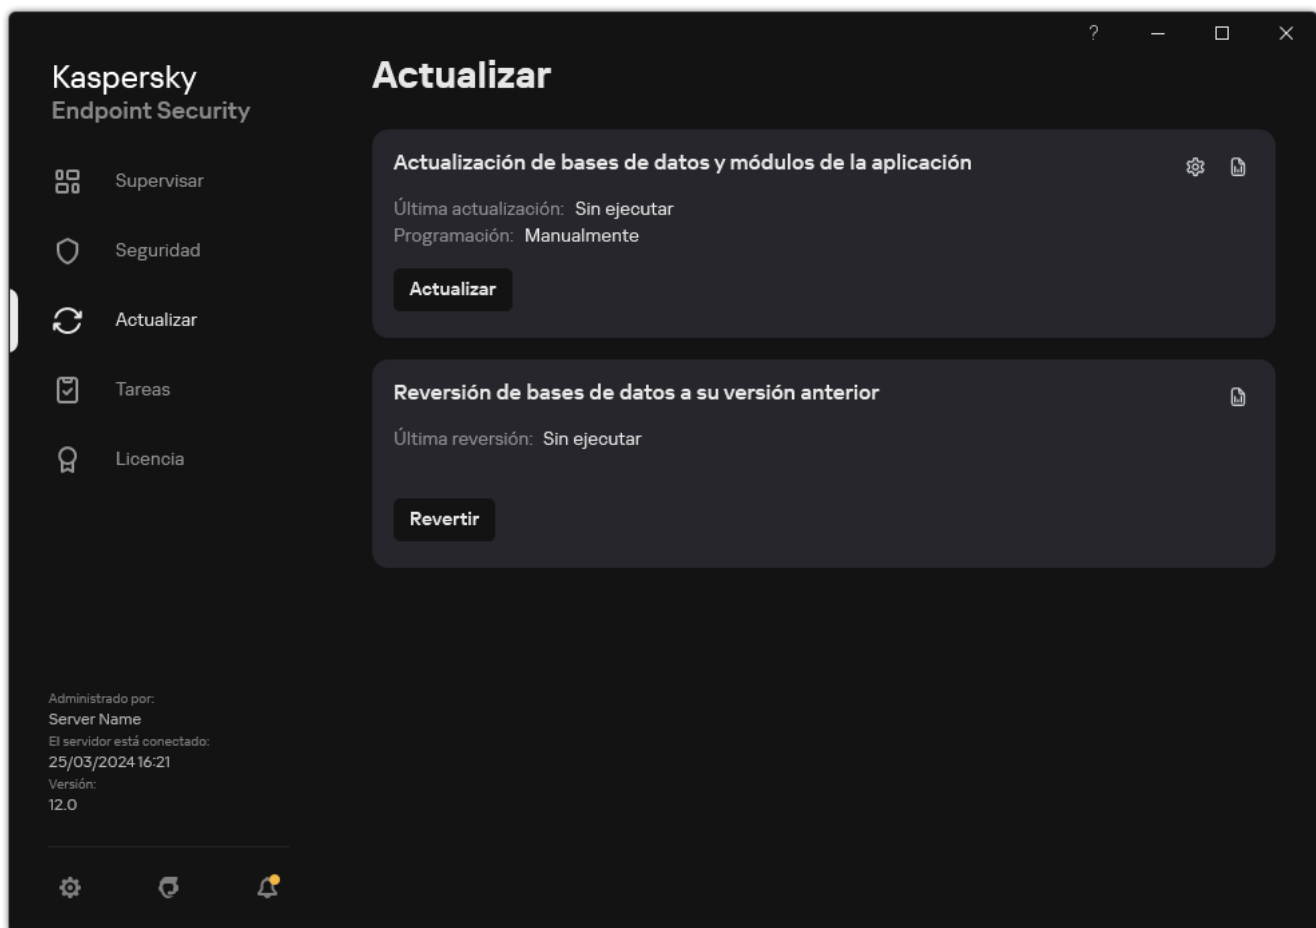 ?
Kaspersky
Endpoint Security
Supervisar
Seguridad
Actualizar
Tareas
Licencia
Administrado por:
Server Name
El servidor está conectado:
25/03/2024 16:21
Versión:
12.0
Actualizar
Actualización de bases de datos y módulos de la aplicación
Última actualización: Sin ejecutar
Programación: Manualmente
Actualizar
Reversión de bases de datos a su versión anterior
Última reversión: Sin ejecutar
Revertir